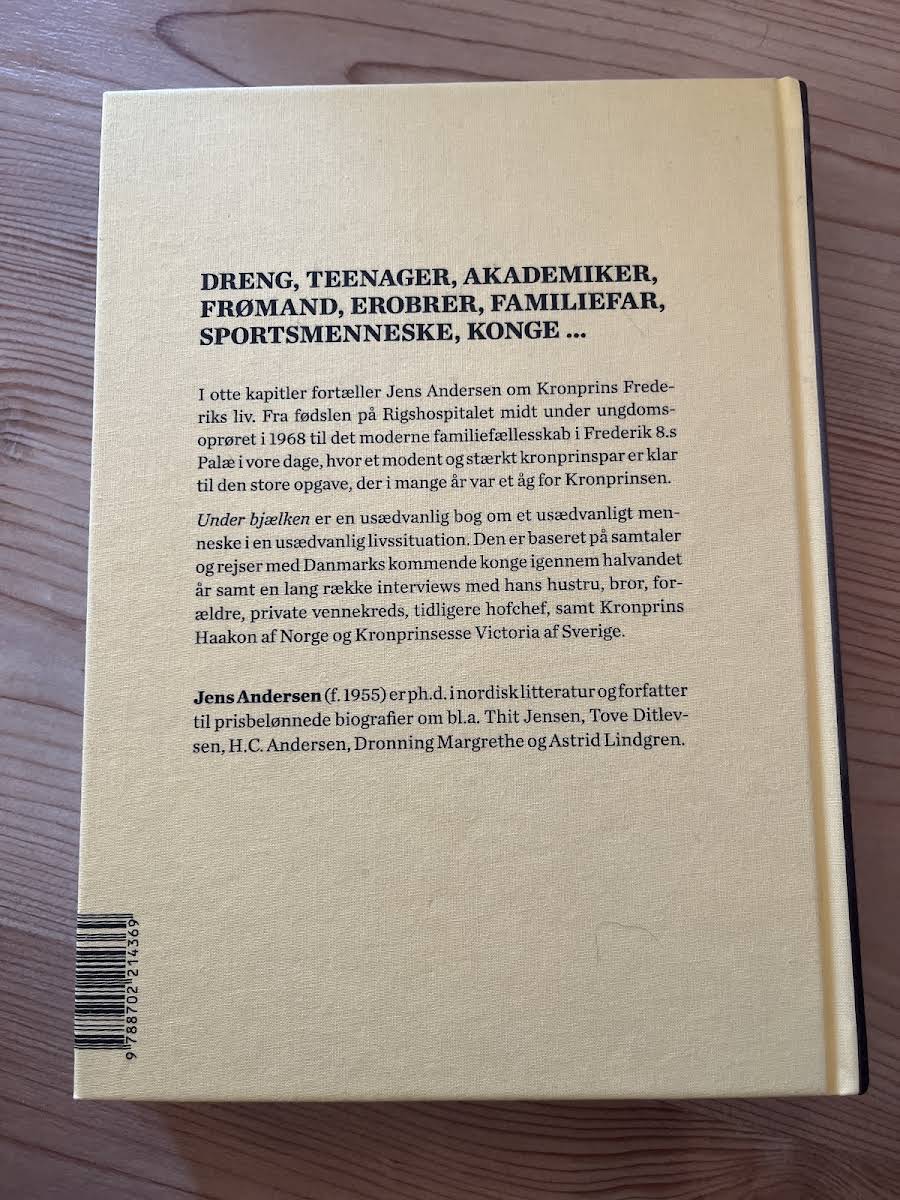 DRENG, TEENAGER, AKADEMIKER,
FRØMAND, EROBRER, FAMILIEFAR,
SPORTSMENNESKE, KONGE ...
I otte kapitler fortæller Jens Andersen om Kronprins Frede-
riks liv. Fra fødslen på Rigshospitalet midt under ungdoms-
oprøret i 1968 til det moderne familiefællesskab i Frederik 8.s
Palæ i vore dage, hvor et modent og stærkt kronprinspar er klar
til den store opgave, der i mange år var et åg for Kronprinsen.
Under bjælken er en usædvanlig bog om et usædvanligt men-
neske i en usædvanlig livssituation. Den er baseret på samtaler
og rejser med Danmarks kommende konge igennem halvandet
år samt en lang række interviews med hans hustru, bror, for-
ældre, private vennekreds, tidligere hofchef, samt Kronprins
Haakon af Norge og Kronprinsesse Victoria af Sverige.
Jens Andersen (f. 1955) er ph.d. i nordisk litteratur og forfatter
til prisbelønnede biografier om bl.a. Thit Jensen, Tove Ditlev-
sen, H.C. Andersen, Dronning Margrethe og Astrid Lindgren.
9 788702 214369